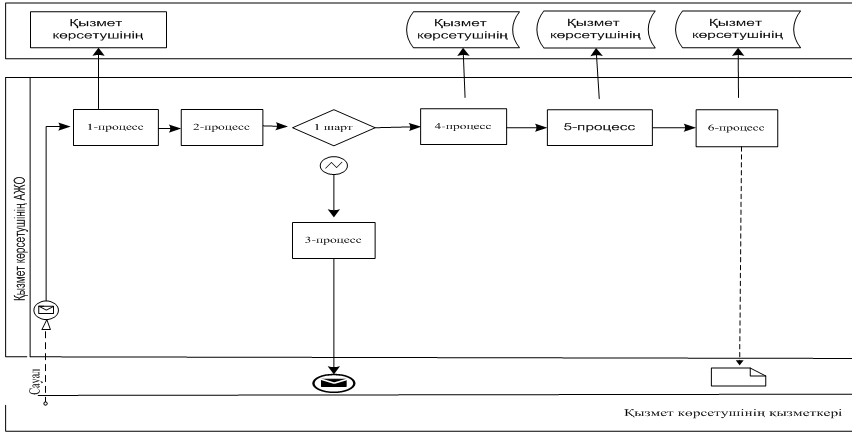 Қызмет
көрсетушінің
Қызмет
көрсетушінің
Қызмет
көрсетушінің
Қызмет
көрсетушінің
Қызмет көрсетушінің АЖО
1-процесс
2-процесс
1 шарт
4-процесс
5-процесс
6-процесс
3-процесс
Сауал
Қызмет көрсетушінің қызметкері